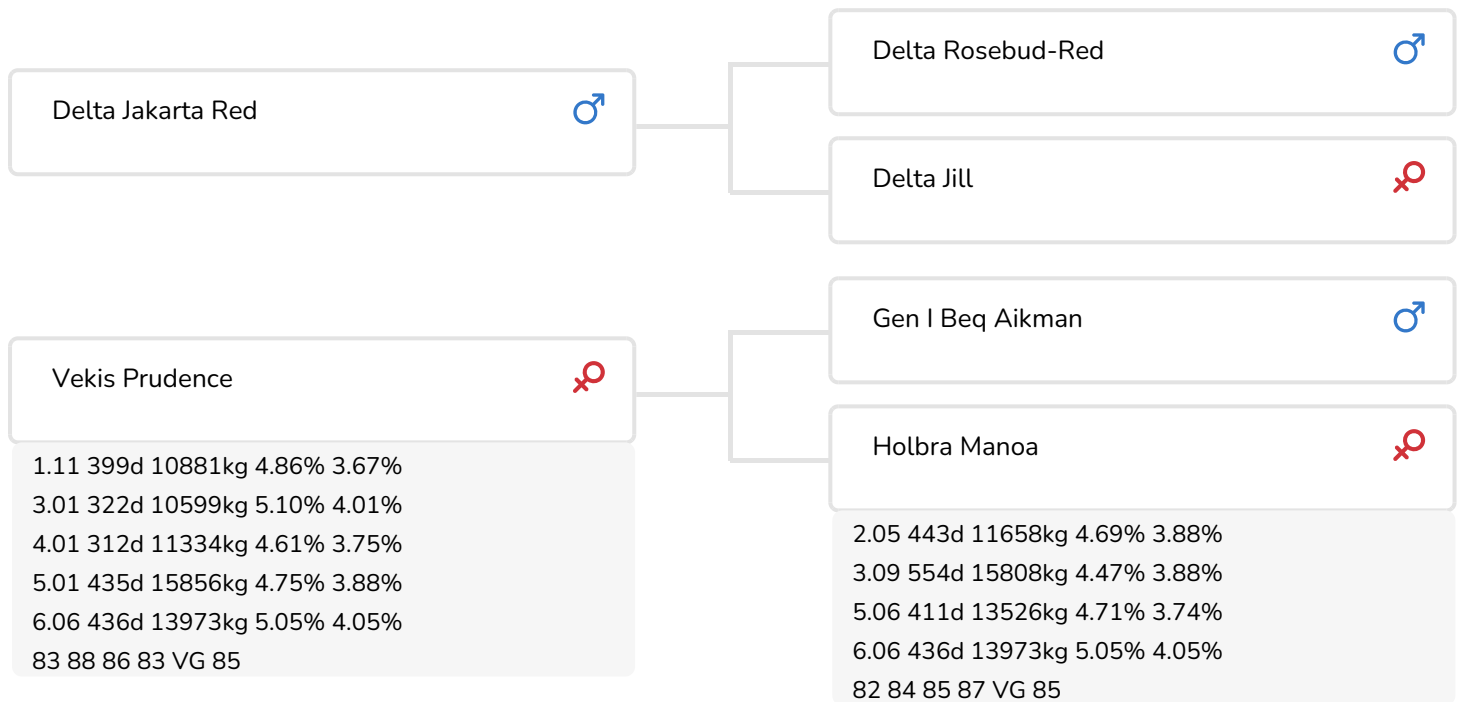 Delta Jakarta Red
Delta Rosebud-Red
Delta Jill
Vekis Prudence
1.11 399d 10881kg 4.86% 3.67%
3.01 322d 10599kg 5.10% 4.01%
4.01 312d 11334kg 4.61% 3.75%
5.01 435d 15856kg 4.75% 3.88%
6.06 436d 13973kg 5.05% 4.05%
83 88 86 83 VG 85
Gen I Beq Aikman
Holbra Manoa
2.05 443d 11658kg 4.69% 3.88%
3.09 554d 15808kg 4.47% 3.88%
5.06 411d 13526kg 4.71% 3.74%
6.06 436d 13973kg 5.05% 4.05%
82 84 85 87 VG 85